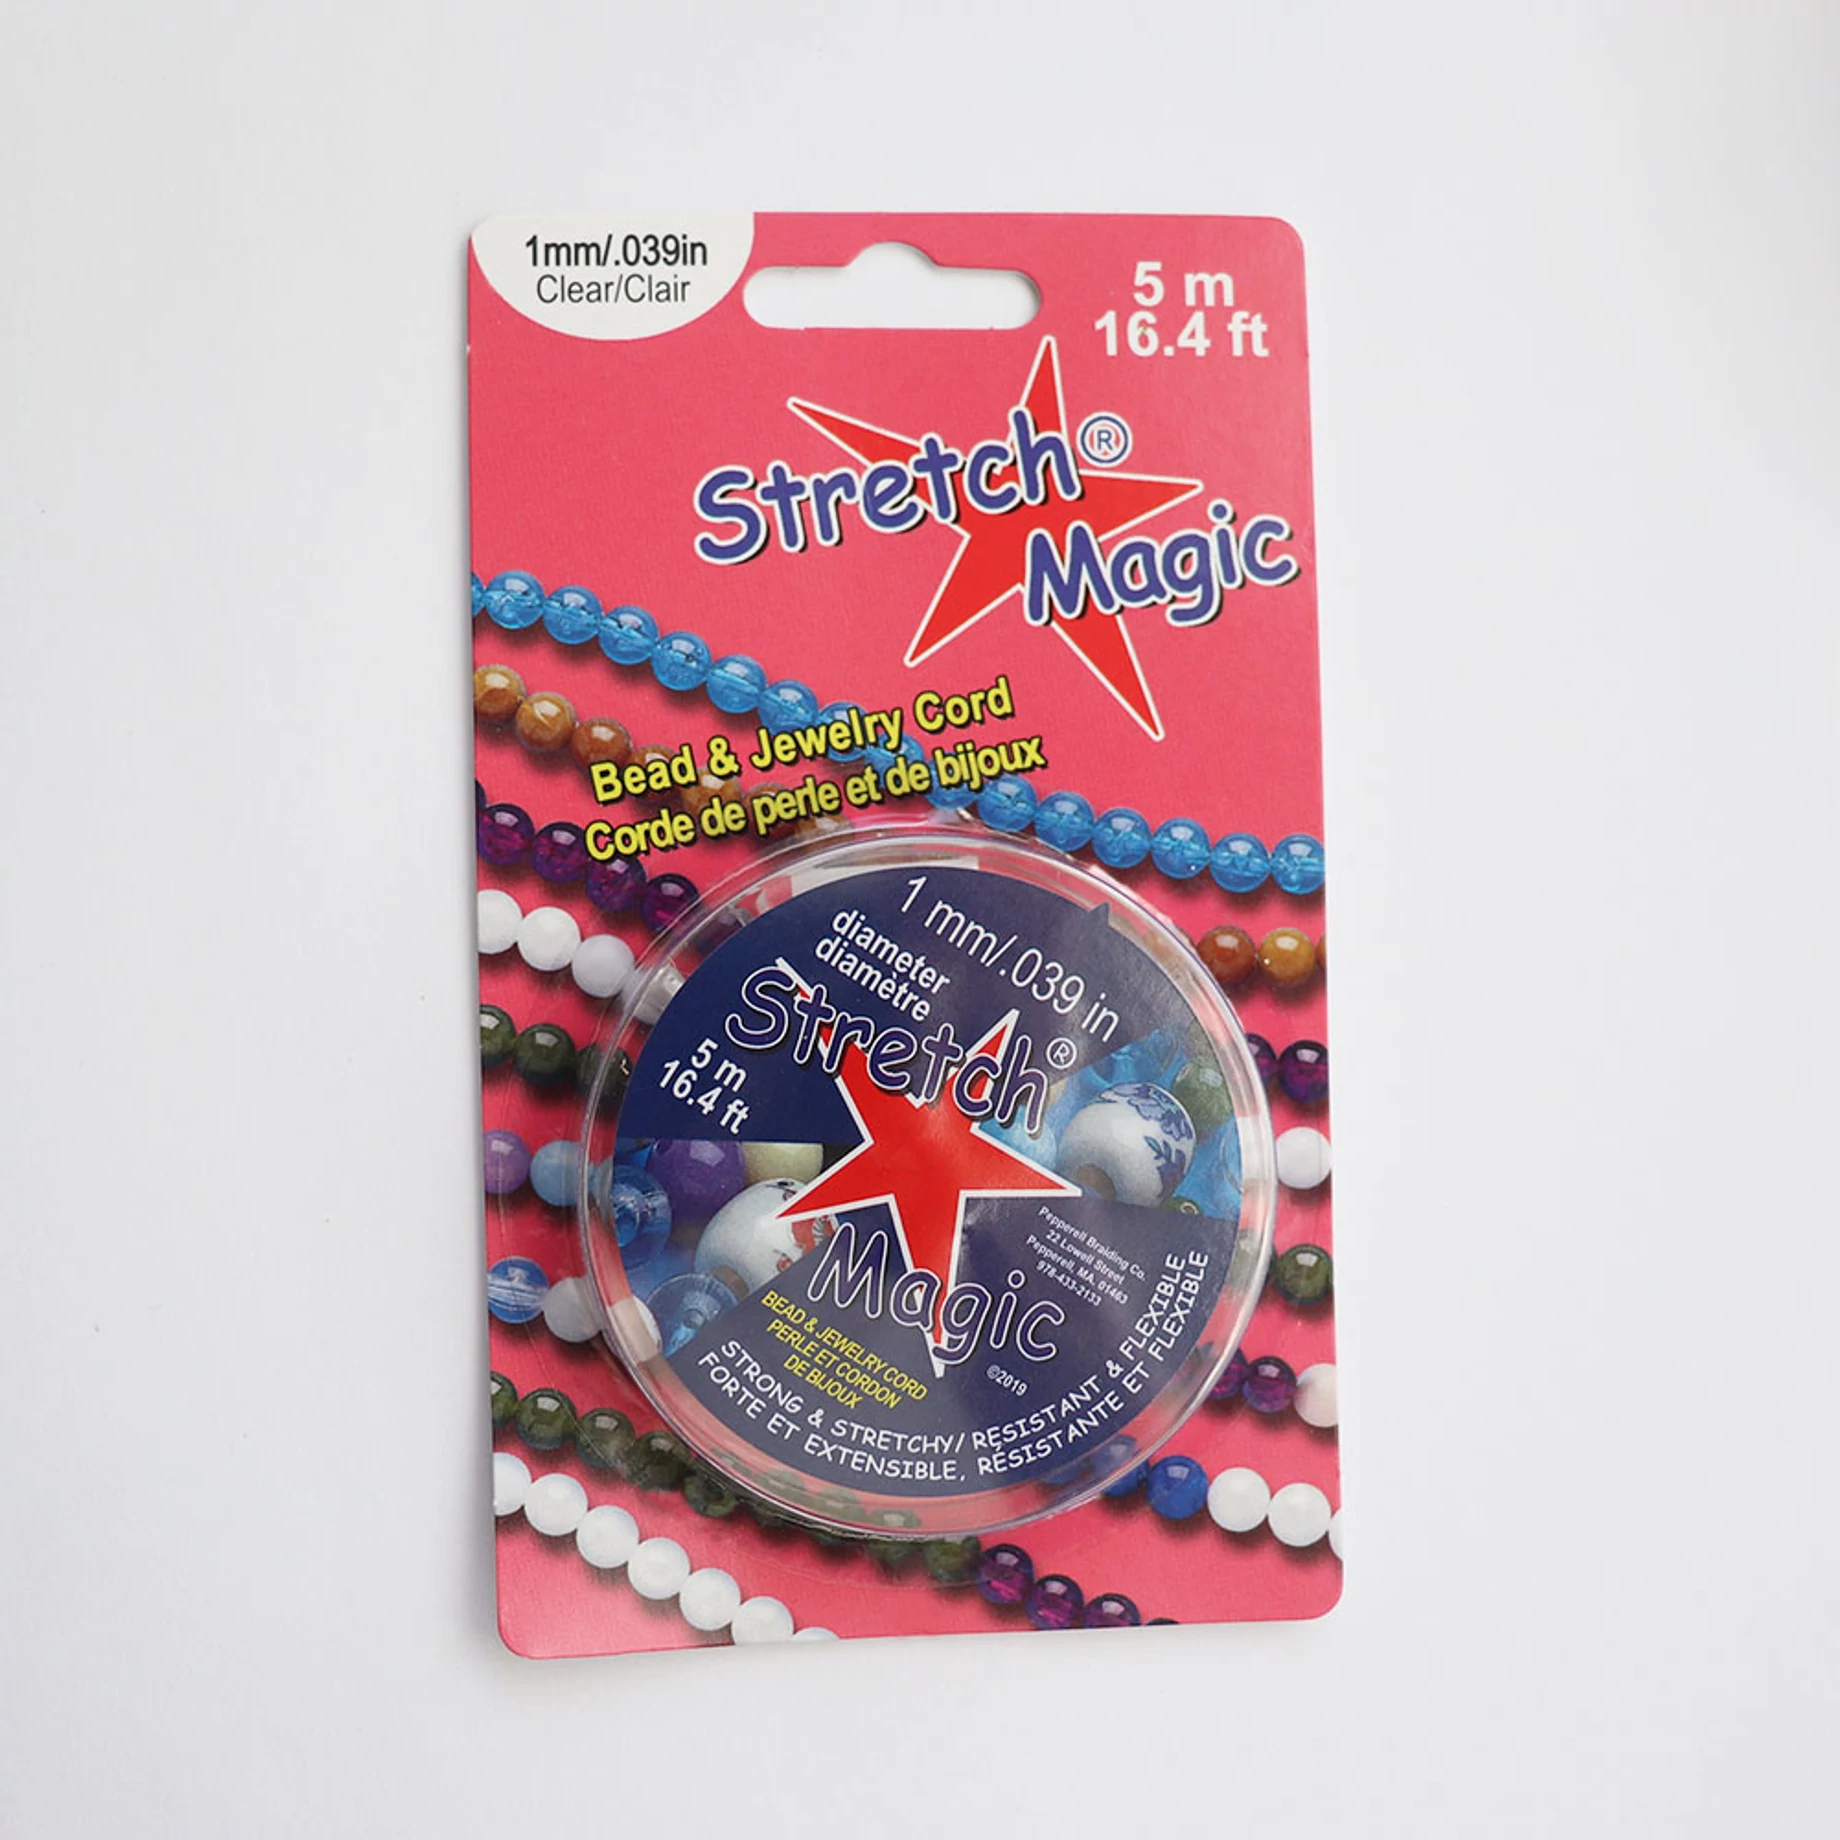 1mm/.039in
Clear/Clair
5 m
16.4 ft
Stretch®
Magic
Bead & Jewelry Cord
Corde de perle et de bijoux
1 mm/.039 in
diameter
diamètre
Stretch®
5 m
16.4 ft
Magic
Pepperell Braiding Co.
22 Lowell Street
Pepperell, MA. 01463
978-433-2133
BEAD & JEWELRY CORD
PERLE ET CORDON
DE BIJOUX
©2019
STRONG & STRETCHY/ RESISTANT & FLEXIBLE
FORTE ET EXTENSIBLE, RÉSISTANTE ET FLEXIBLE